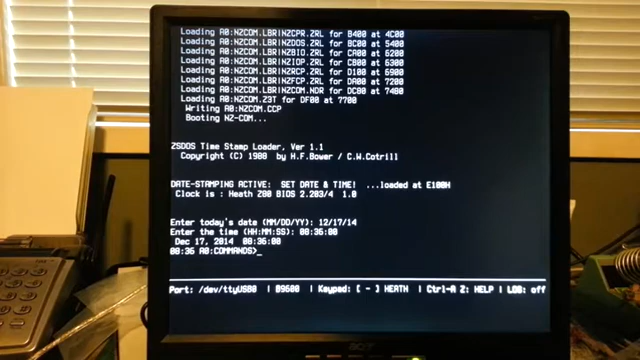 Loading A0:NZCOM.LBR|NZCPR.ZRL for B400 at 4C00
Loading A0:NZCOM.LBR|NZDOS.ZRL for BC00 at 5400
Loading A0:NZCOM.LBR|NZBIO.ZRL for CA00 at 6200
Loading A0:NZCOM.LBR|NZIOP.ZRL for CB00 at 6300
Loading A0:NZCOM.LBR|NZRCP.ZRL for D100 at 6900
Loading A0:NZCOM.LBR|NZFCP.ZRL for DA00 at 7200
Loading A0:NZCOM.LBR|NZCOM.NDR for DC80 at 7480
Loading A0:NZCOM.Z3T for DF00 at 7700
Writing A0:NZCOM.CCP
Booting NZ-COM...
ZSDOS Time Stamp Loader, Ver 1.1
Copyright (C) 1988 by H.F.Bower / C.W.Cotrill
DATE-STAMPING ACTIVE: SET DATE & TIME! ...loaded at E100H
Clock is : Heath Z80 BIOS 2.203/4 1.0
Enter today's date (MM/DD/YY): 12/17/14
Enter the time (HH:MM:SS): 08:36:00
Dec 17, 2014 08:36:00
08:36 A0:COMMANDS>_
Port: /dev/ttyUSB0 | B9600 | Keypad: [ - ] HEATH | Ctrl-A Z: HELP | LOG: off
acer